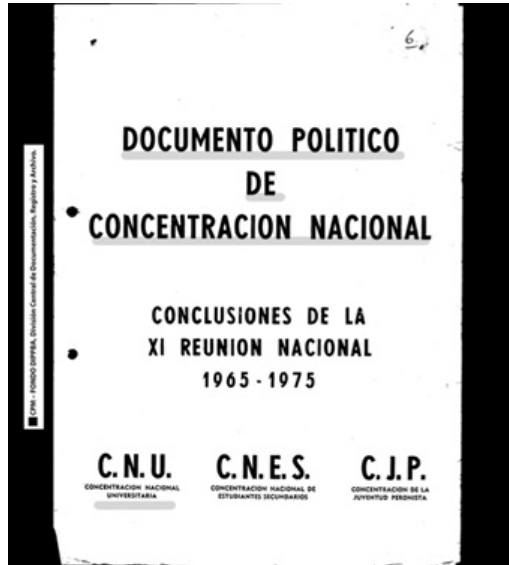 6
DOCUMENTO POLITICO
DE
CONCENTRACION NACIONAL
CONCLUSIONES DE LA
XI REUNION NACIONAL
1965-1975
C.N.U.
CONCENTRACION NACIONAL
UNIVERSITARIA
C.N.E.S.
CONCENTRACION NACIONAL DE
ESTUDIANTES SECUNDARIOS
C.J.P.
CONCENTRACION DE LA
JUVENTUD PERONISTA
CPM - FONDO DIPPBA, División Central de Documentación, Registro y Archivo.